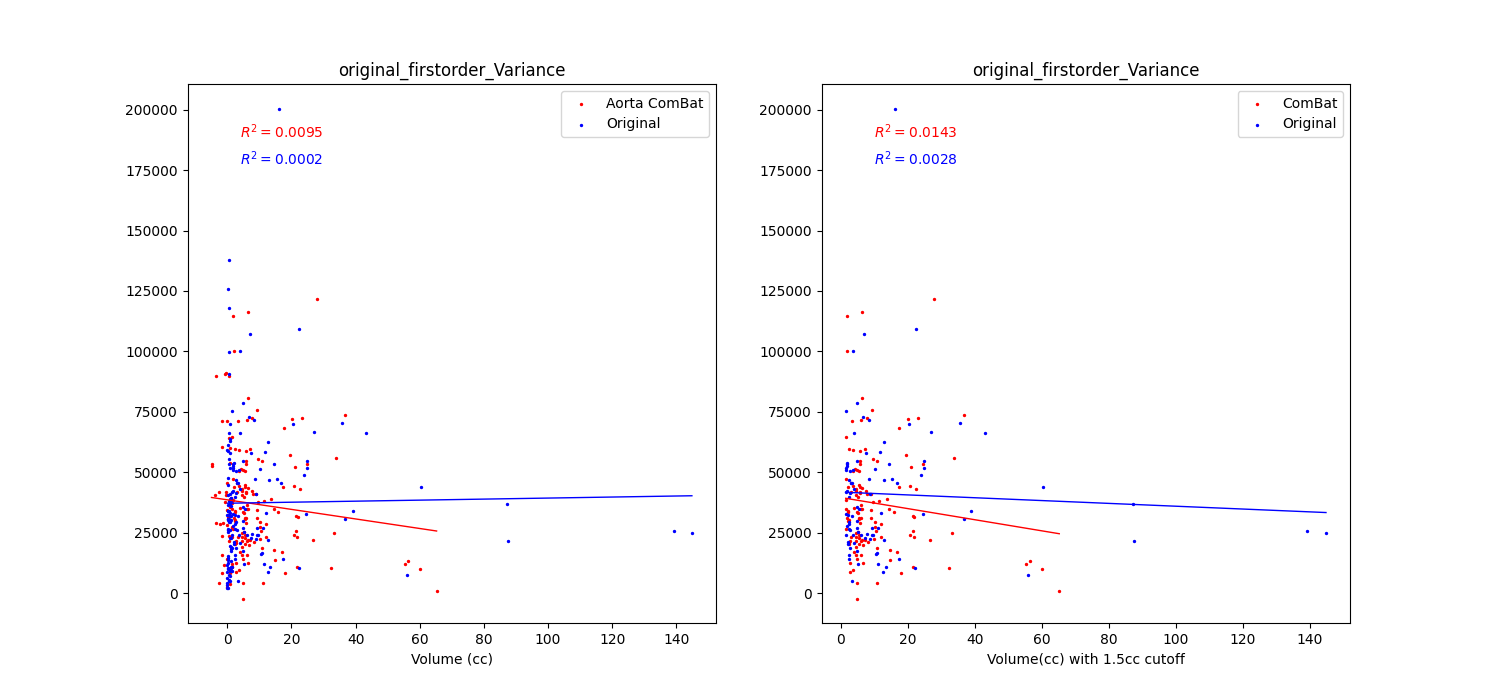 original_firstorder_Variance
Aorta ComBat
Original
R² = 0.0095
R² = 0.0002
200000
175000
150000
125000
100000
75000
50000
25000
0
0 20 40 60 80 100 120 140
Volume (cc)
original_firstorder_Variance
ComBat
Original
R² = 0.0143
R² = 0.0028
200000
175000
150000
125000
100000
75000
50000
25000
0
0 20 40 60 80 100 120 140
Volume(cc) with 1.5cc cutoff